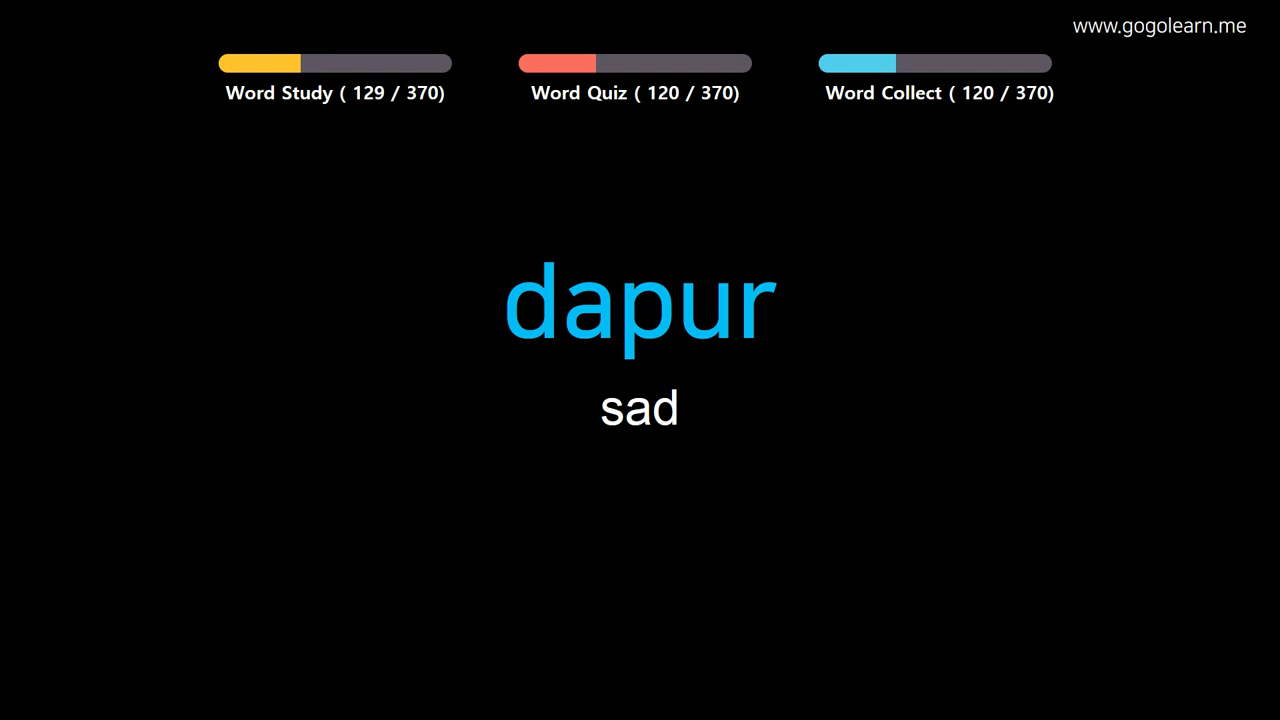 www.gogolearn.me
Word Study ( 129 / 370)
Word Quiz ( 120 / 370)
Word Collect ( 120 / 370)
dapur
sad